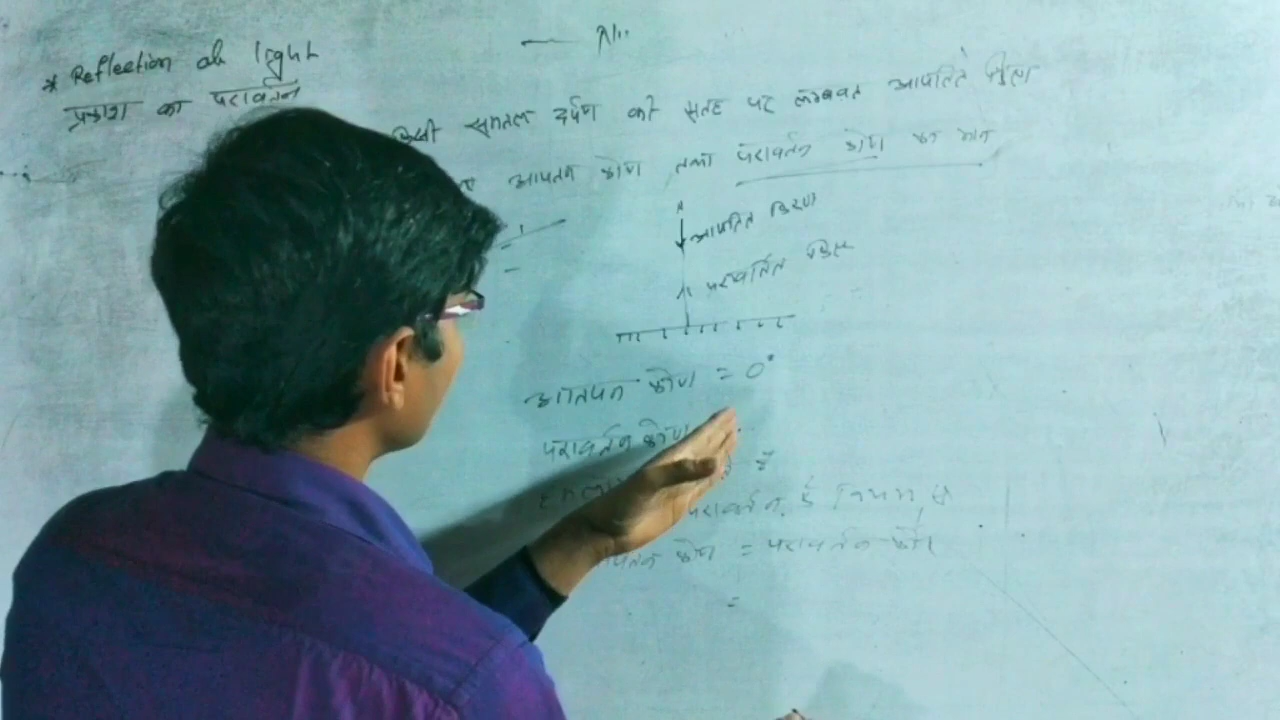 * Reflection of light
प्रकाश का परावर्तन
किसी समतल दर्पण की सतह पर लम्बवत आपतित किरण
आपतन कोण तथा परावर्तन कोण का मान
आपतित किरण
परावर्तित किरण
आतपन कोण = 0°
परावर्तन कोण
परावर्तन के नियम से
आपतन कोण = परावर्तन कोण
=